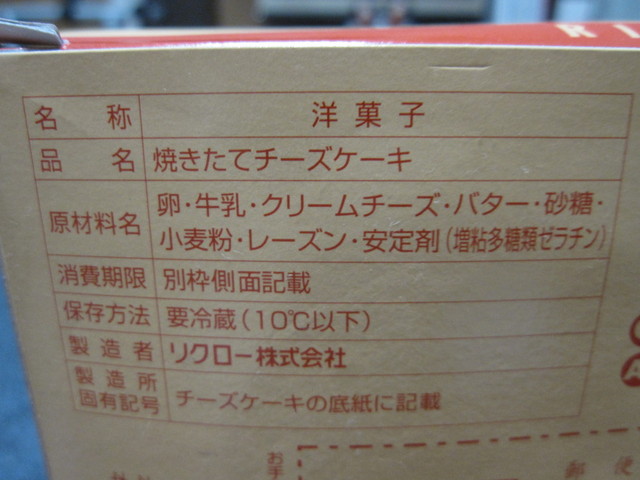 R I
名称 洋菓子
品名 焼きたてチーズケーキ
原材料名 卵・牛乳・クリームチーズ・バター・砂糖・
小麦粉・レーズン・安定剤(増粘多糖類ゼラチン)
消費期限 別枠側面記載
保存方法 要冷蔵(10℃以下)
製造者 リクロー株式会社
製造所
固有記号 チーズケーキの底紙に記載
お手
郵便